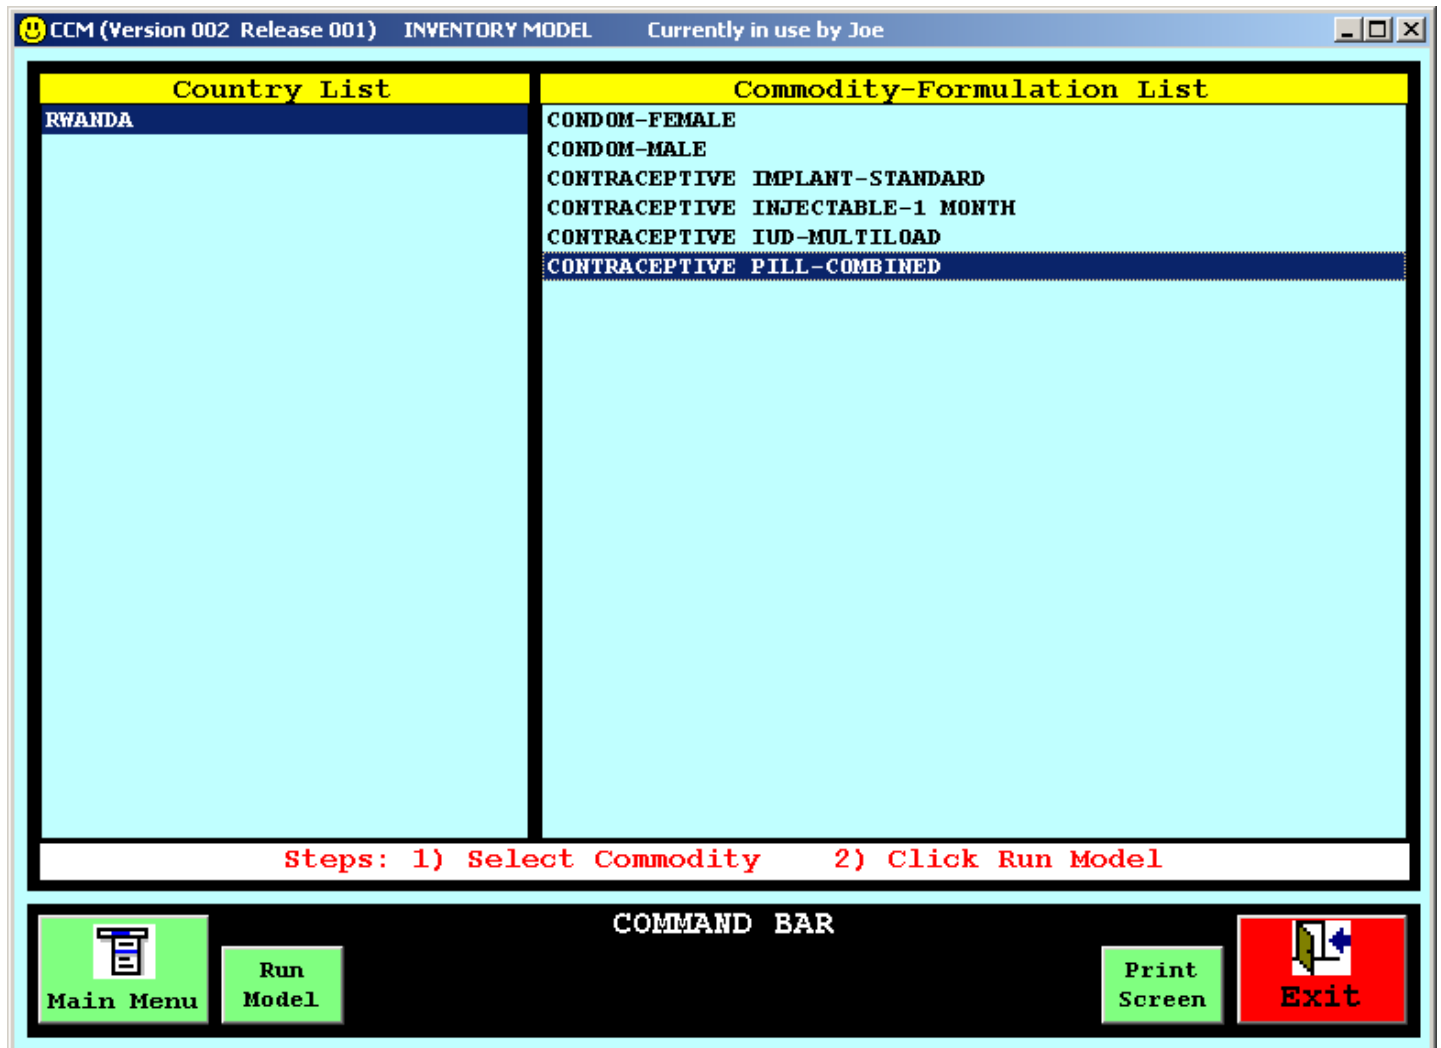 CCM (Version 002 Release 001) INVENTORY MODEL Currently in use by Joe
Country List
RWANDA
Commodity-Formulation List
CONDOM-FEMALE
CONDOM-MALE
CONTRACEPTIVE IMPLANT-STANDARD
CONTRACEPTIVE INJECTABLE-1 MONTH
CONTRACEPTIVE IUD-MULTILOAD
CONTRACEPTIVE PILL-COMBINED
Steps: 1) Select Commodity 2) Click Run Model
COMMAND BAR
Main Menu
Run
Model
Print
Screen
Exit